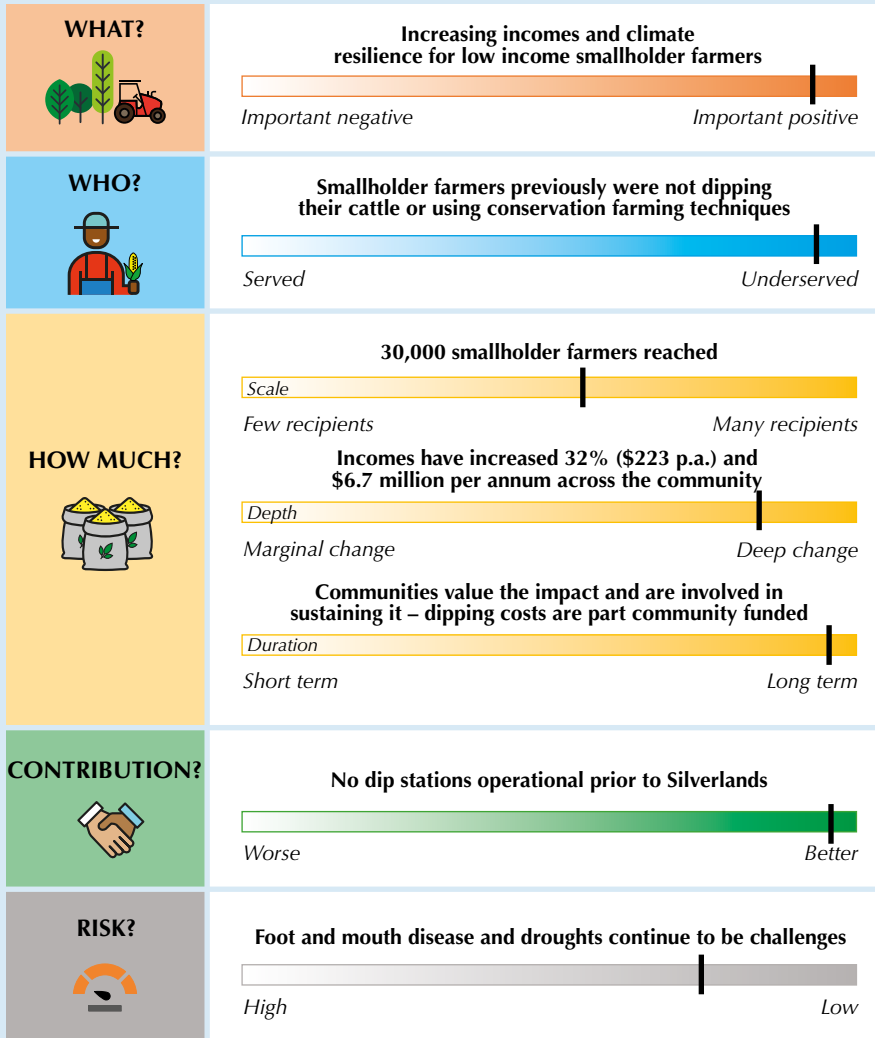 WHAT?
Increasing incomes and climate
resilience for low income smallholder farmers
Important negative
Important positive
WHO?
Smallholder farmers previously were not dipping
their cattle or using conservation farming techniques
Served
Underserved
HOW MUCH?
30,000 smallholder farmers reached
Scale
Few recipients
Many recipients
Incomes have increased 32% ($223 p.a.) and
$6.7 million per annum across the community
Depth
Marginal change
Deep change
Communities value the impact and are involved in
sustaining it – dipping costs are part community funded
Duration
Short term
Long term
CONTRIBUTION?
No dip stations operational prior to Silverlands
Worse
Better
RISK?
Foot and mouth disease and droughts continue to be challenges
High
Low